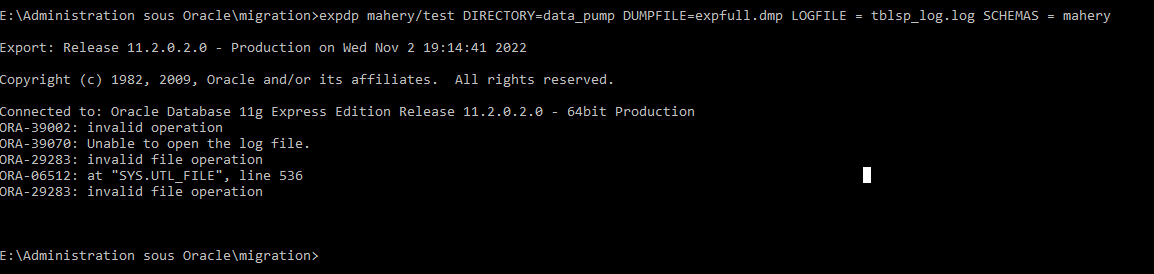 E:\Administration sous Oracle\migration>expdp mahery/test DIRECTORY=data_pump DUMPFILE=expfull.dmp LOGFILE = tblsp_log.log SCHEMAS = mahery
Export: Release 11.2.0.2.0 - Production on Wed Nov 2 19:14:41 2022
Copyright (c) 1982, 2009, Oracle and/or its affiliates.  All rights reserved.
Connected to: Oracle Database 11g Express Edition Release 11.2.0.2.0 - 64bit Production
ORA-39002: invalid operation
ORA-39070: Unable to open the log file.
ORA-29283: invalid file operation
ORA-06512: at "SYS.UTL_FILE", line 536
ORA-29283: invalid file operation
E:\Administration sous Oracle\migration>